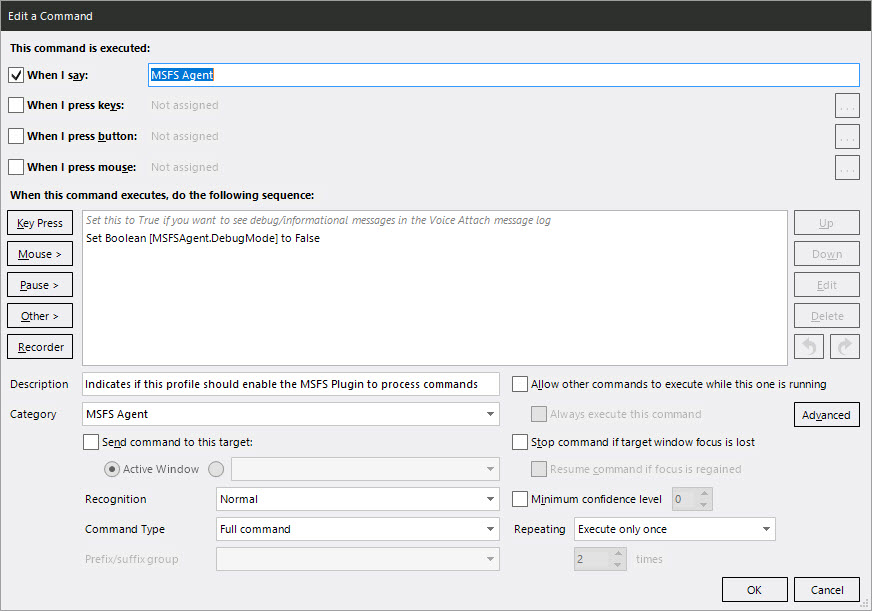 Edit a Command
This command is executed:
When I say: MSFS Agent
When I press keys: Not assigned ...
When I press button: Not assigned ...
When I press mouse: Not assigned ...
When this command executes, do the following sequence:
Key Press
Mouse >
Pause >
Other >
Recorder
Set this to True if you want to see debug/informational messages in the Voice Attach message log
Set Boolean [MSFSAgent.DebugMode] to False
Up
Down
Edit
Delete
Description Indicates if this profile should enable the MSFS Plugin to process commands
Allow other commands to execute while this one is running
Category MSFS Agent
Always execute this command
Advanced
Send command to this target:
Stop command if target window focus is lost
Active Window
Resume command if focus is regained
Recognition Normal
Minimum confidence level 0
Command Type Full command
Repeating Execute only once
Prefix/suffix group
2 times
OK Cancel